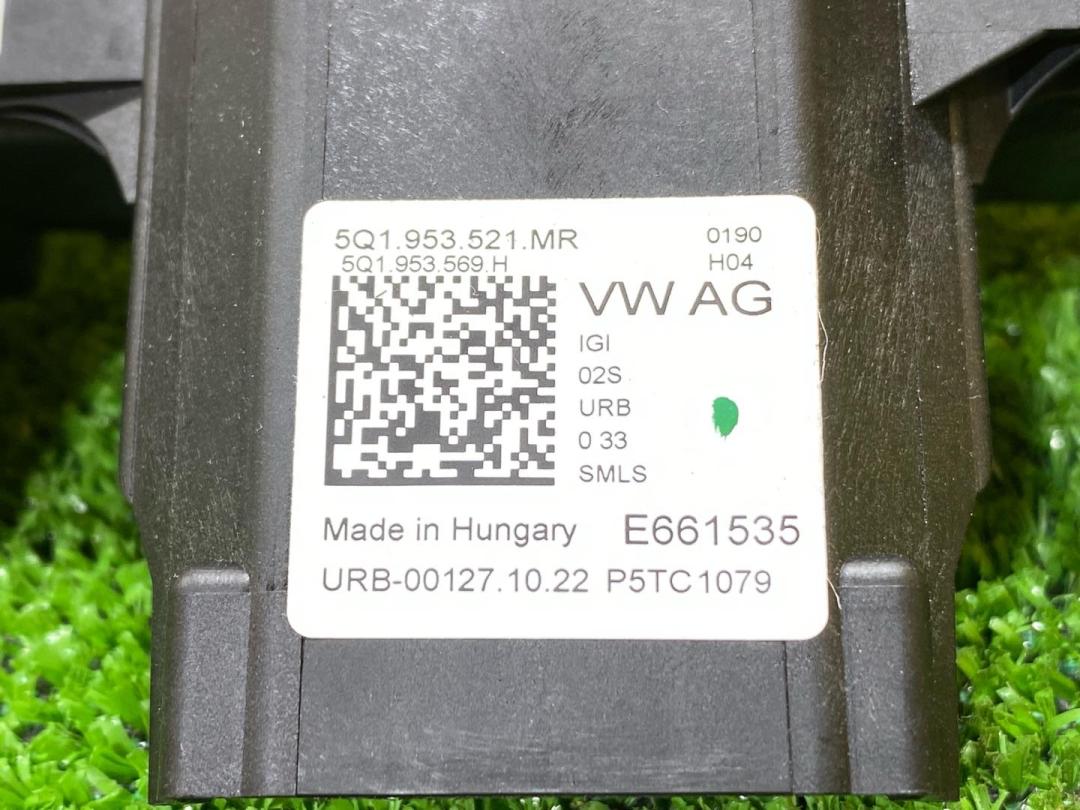 5Q1.953.521.MR 0190
5Q1.953.569.H H04
VW AG
IGI
02S
URB
0 33
SMLS
Made in Hungary E661535
URB-00127.10.22 P5TC1079